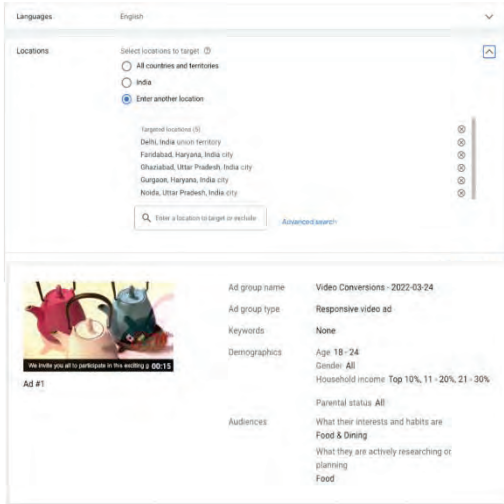 Languages English
Locations Select locations to target
All countries and territories
India
Enter another location
Targeted locations (5)
Delhi, India union territory
Faridabad, Haryana, India city
Ghaziabad, Uttar Pradesh, India city
Gurgaon, Haryana, India city
Noida, Uttar Pradesh, India city
Enter a location to target or exclude Advanced search
We invite you all to participate in this exciting g 00:15
Ad #1
Ad group name Video Conversions - 2022-03-24
Ad group type Responsive video ad
Keywords None
Demographics Age 18 - 24
Gender All
Household income Top 10%, 11 - 20%, 21 - 30%
Parental status All
Audiences What their interests and habits are
Food & Dining
What they are actively researching or
planning
Food